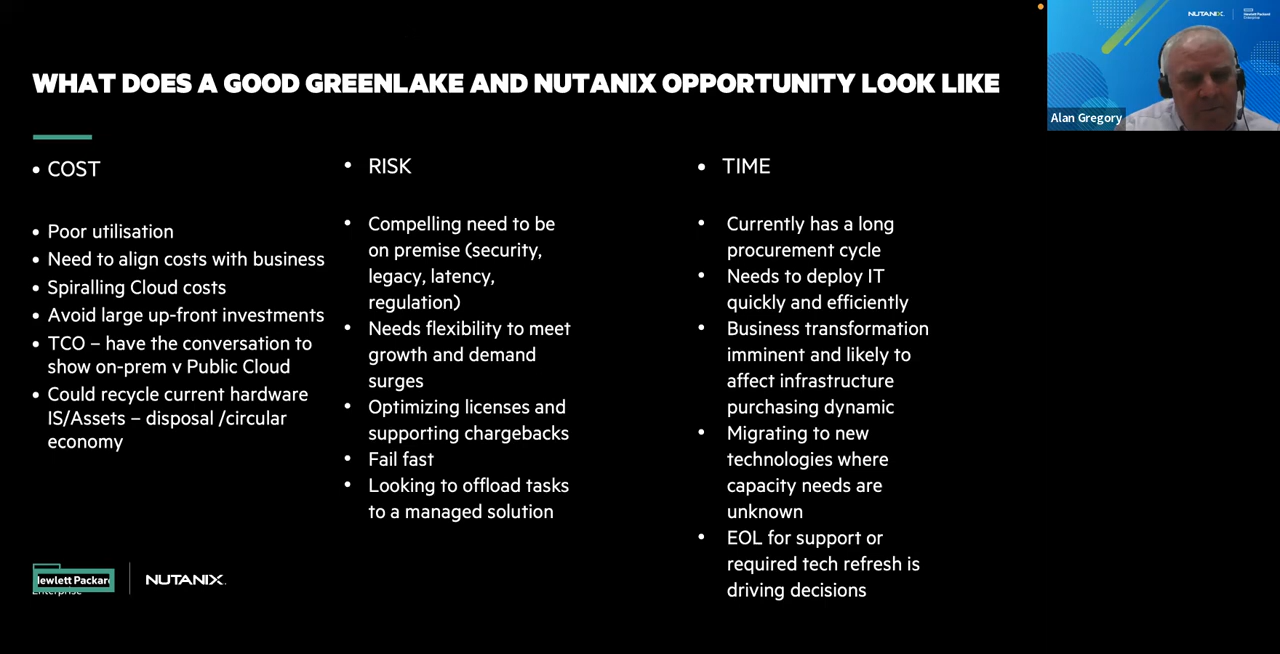 NUTANIX
Hewlett Packard
Enterprise
WHAT DOES A GOOD GREENLAKE AND NUTANIX OPPORTUNITY LOOK LIKE
Alan Gregory
• COST
• Poor utilisation
• Need to align costs with business
• Spiralling Cloud costs
• Avoid large up-front investments
• TCO – have the conversation to
show on-prem v Public Cloud
• Could recycle current hardware
IS/Assets – disposal /circular
economy
• RISK
• Compelling need to be
on premise (security,
legacy, latency,
regulation)
• Needs flexibility to meet
growth and demand
surges
• Optimizing licenses and
supporting chargebacks
• Fail fast
• Looking to offload tasks
to a managed solution
• TIME
• Currently has a long
procurement cycle
• Needs to deploy IT
quickly and efficiently
• Business transformation
imminent and likely to
affect infrastructure
purchasing dynamic
• Migrating to new
technologies where
capacity needs are
unknown
• EOL for support or
required tech refresh is
driving decisions
Hewlett Packard
Enterprise
NUTANIX.